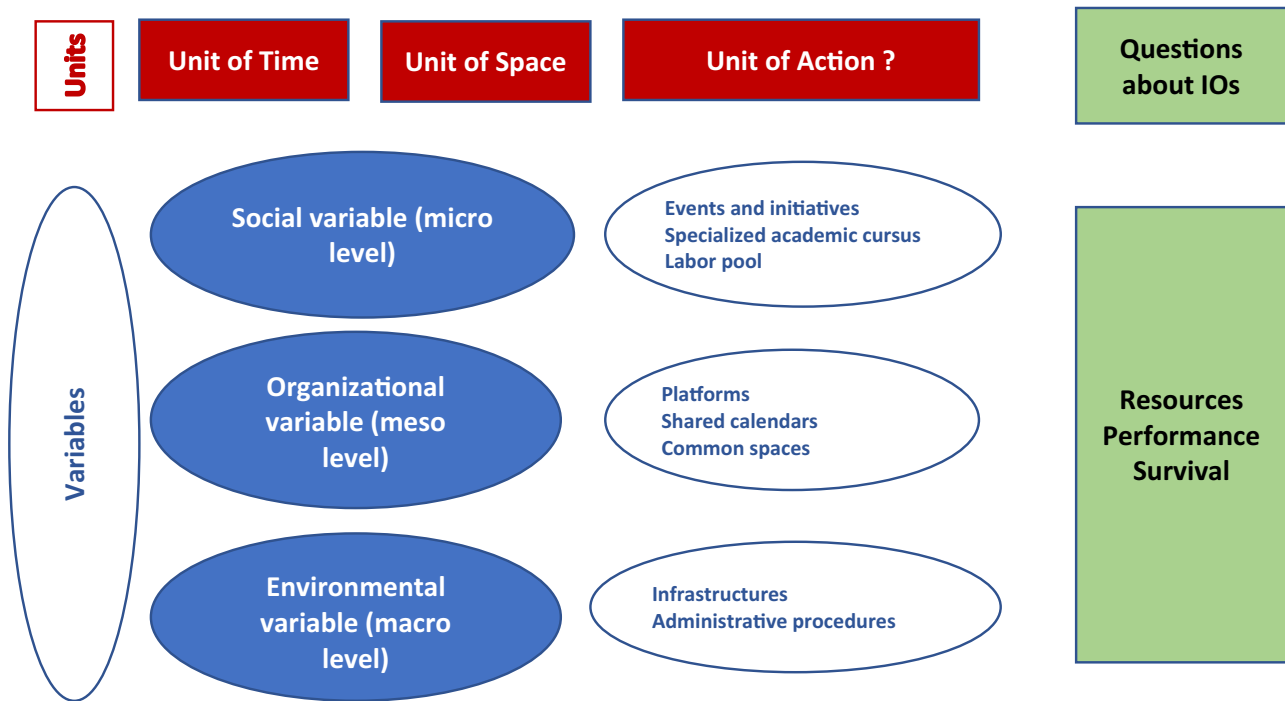 Units
Unit of Time
Unit of Space
Unit of Action ?
Questions
about IOs
Variables
Social variable (micro
level)
Events and initiatives
Specialized academic cursus
Labor pool
Organizational
variable (meso
level)
Platforms
Shared calendars
Common spaces
Environmental
variable (macro
level)
Infrastructures
Administrative procedures
Resources
Performance
Survival